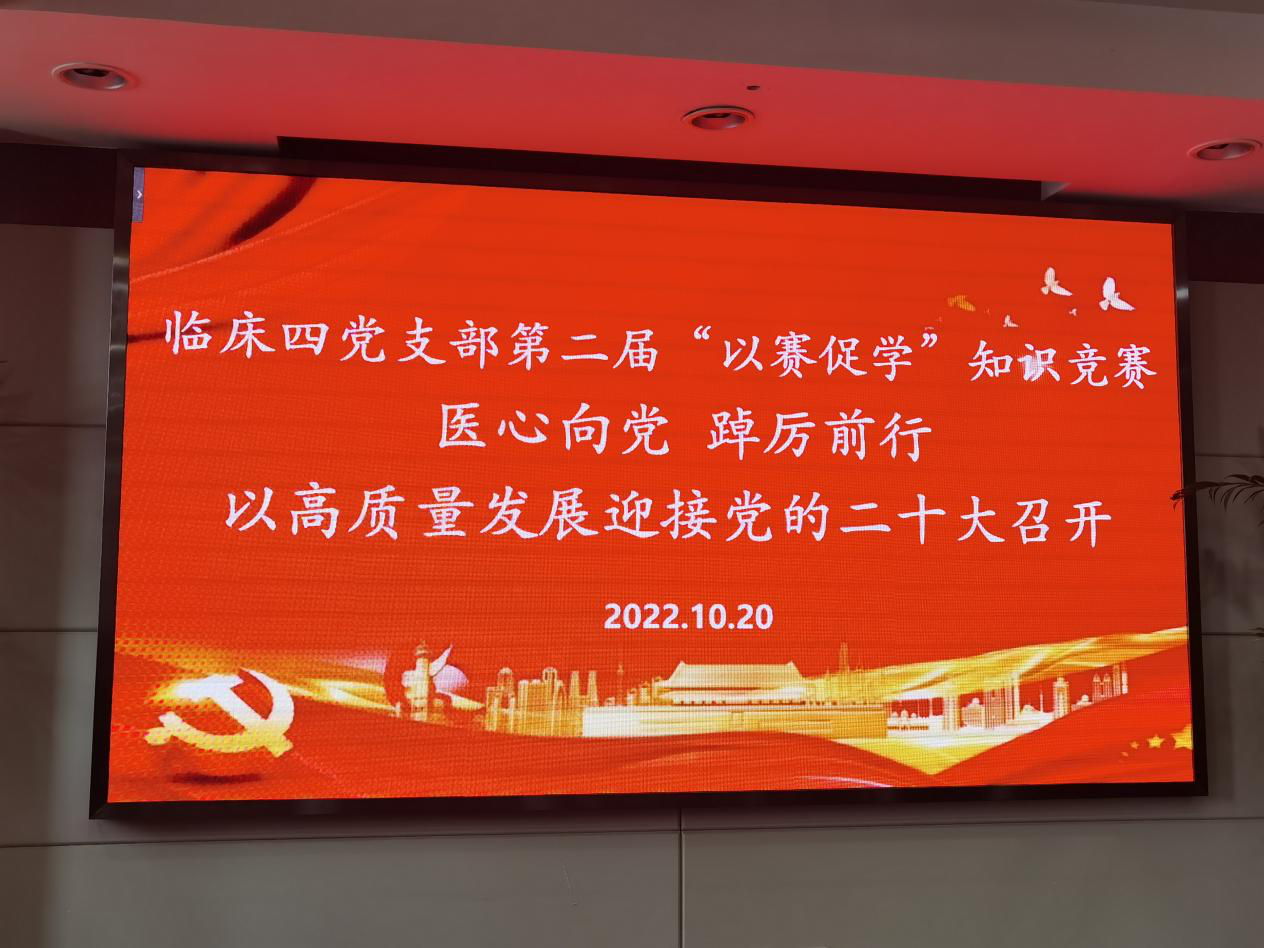 临床四党支部第二届“以赛促学”知识竞赛
医心向党 踔厉前行
以高质量发展迎接党的二十大召开
2022.10.20